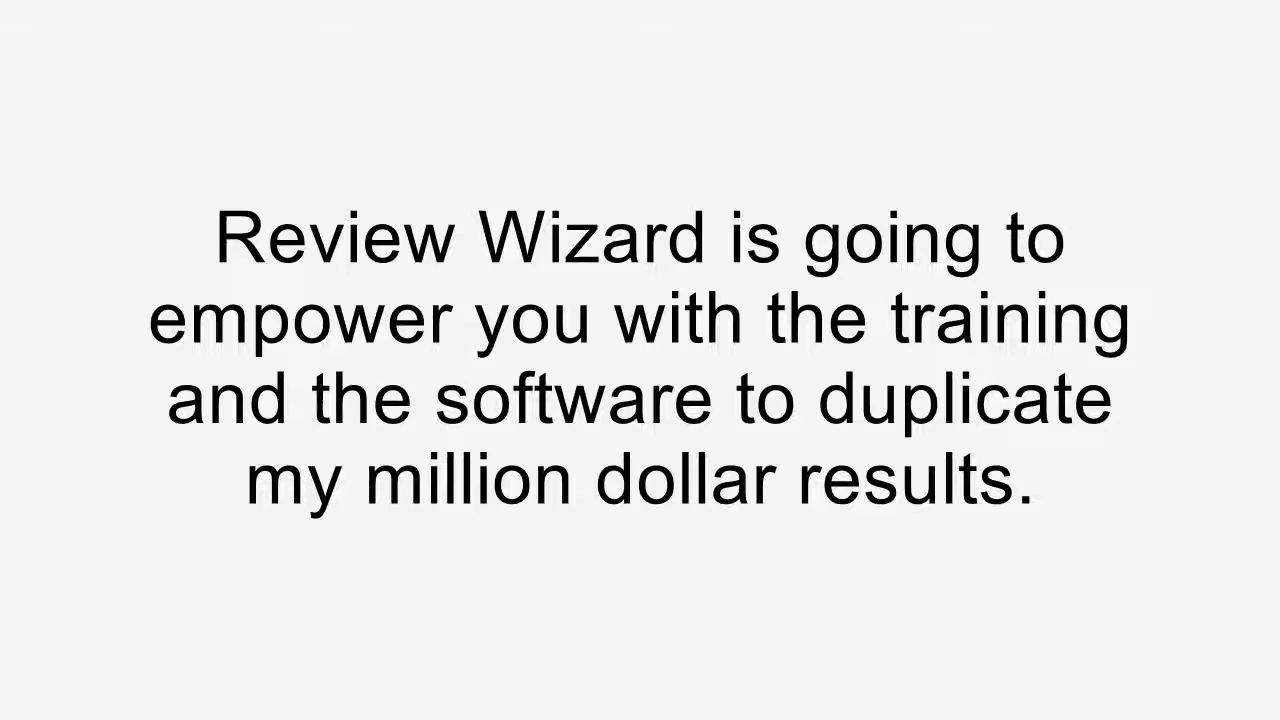 Review Wizard is going to
empower you with the training
and the software to duplicate
my million dollar results.